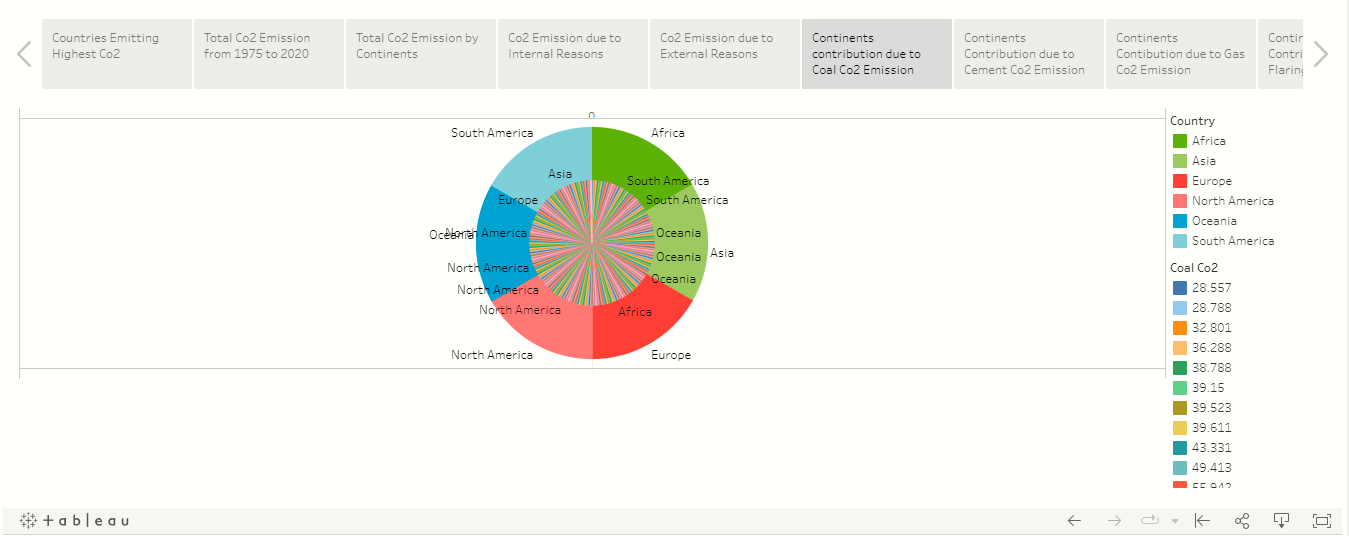 Countries Emitting
Highest Co2
Total Co2 Emission
from 1975 to 2020
Total Co2 Emission by
Continents
Co2 Emission due to
Internal Reasons
Co2 Emission due to
External Reasons
Continents
contribution due to
Coal Co2 Emission
Continents
Contribution due to
Cement Co2 Emission
Continents
Contibution due to Gas
Co2 Emission
0
South America
Africa
Asia
South America
Europe
South America
Oceania
North America
Oceania
Asia
Oceania
North America
Oceania
North America
North America
Africa
North America
Europe
Country
Africa
Asia
Europe
North America
Oceania
South America
Coal Co2
28.557
28.788
32.801
36.288
38.788
39.15
39.523
39.611
43.331
49.413
55.942
+ a b l e a u